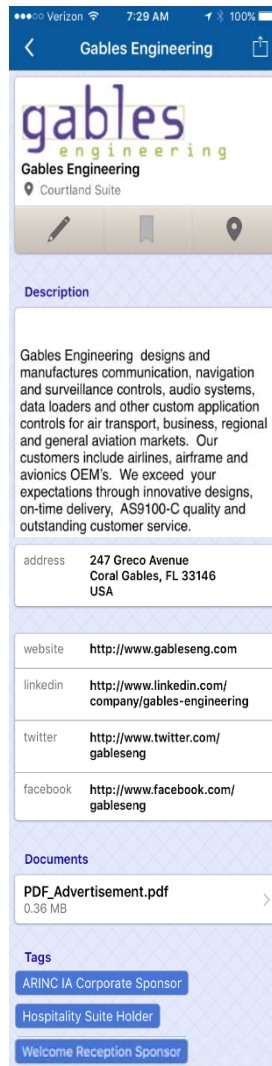 Verizon 7:29 AM 100%
Gables Engineering
gables
engineering
Gables Engineering
Courtland Suite
Description
Gables Engineering designs and
manufactures communication, navigation
and surveillance controls, audio systems,
data loaders and other custom application
controls for air transport, business, regional
and general aviation markets. Our
customers include airlines, airframe and
avionics OEM's. We exceed your
expectations through innovative designs,
on-time delivery, AS9100-C quality and
outstanding customer service.
address 247 Greco Avenue
Coral Gables, FL 33146
USA
website http://www.gableseng.com
linkedin http://www.linkedin.com/
company/gables-engineering
twitter http://www.twitter.com/
gableseng
facebook http://www.facebook.com/
gableseng
Documents
PDF_Advertisement.pdf
0.36 MB
Tags
ARINC IA Corporate Sponsor
Hospitality Suite Holder
Welcome Reception Sponsor